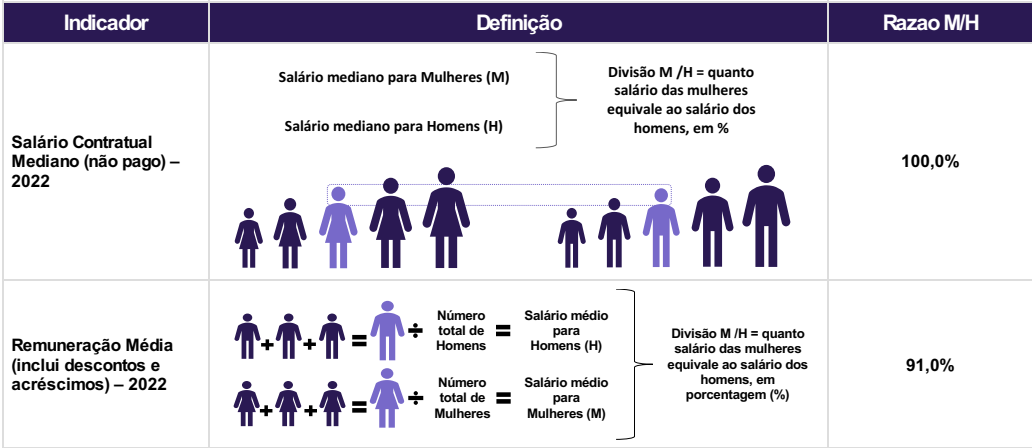 Indicador
Definição
Razao M/H
Salário Contratual
Mediano (não pago) –
2022
Salário mediano para Mulheres (M)
Salário mediano para Homens (H)
Divisão M /H = quanto
salário das mulheres
equivale ao salário dos
homens, em %
100,0%
Remuneração Média
(inclui descontos e
acréscimos) – 2022
+ + = ÷
Número
total de
Homens
=
Salário médio
para
Homens (H)
+ + = ÷
Número
total de
Mulheres
=
Salário médio
para
Mulheres (M)
Divisão M /H = quanto
salário das mulheres
equivale ao salário dos
homens, em
porcentagem (%)
91,0%